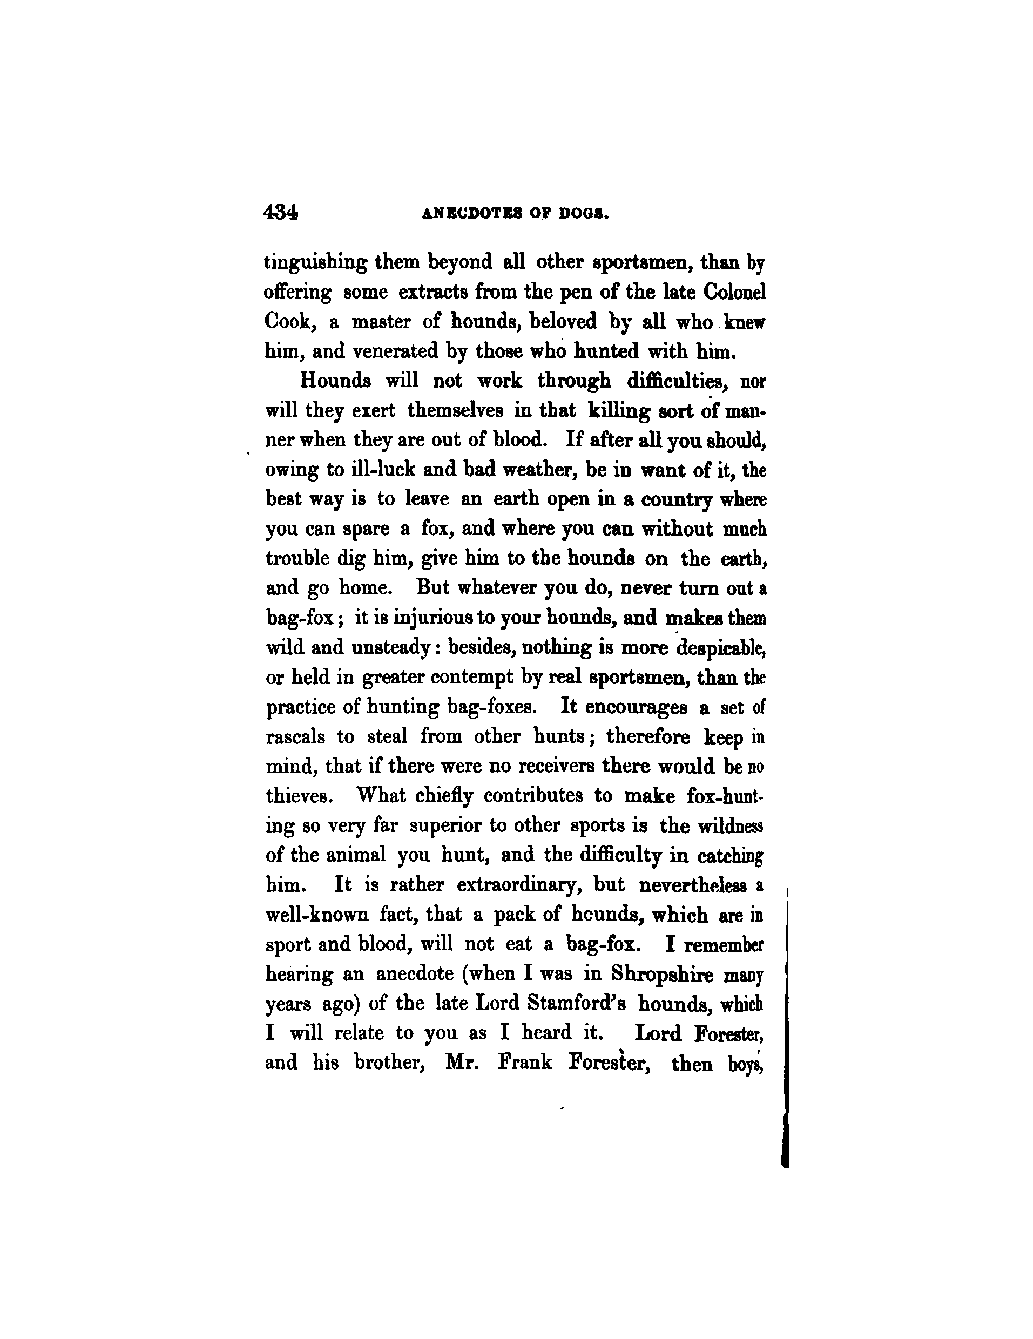 434 ANECDOTES OF DOGS.
tinguishing them beyond all other sportsmen, than by
offering some extracts from the pen of the late Colonel
Cook, a master of hounds, beloved by all who knew
him, and venerated by those who hunted with him.
Hounds will not work through difficulties, nor
will they exert themselves in that killing sort of man-
ner when they are out of blood. If after all you should,
owing to ill-luck and bad weather, be in want of it, the
best way is to leave an earth open in a country where
you can spare a fox, and where you can without much
trouble dig him, give him to the hounds on the earth,
and go home. But whatever you do, never turn out a
bag-fox; it is injurious to your hounds, and makes them
wild and unsteady: besides, nothing is more despicable,
or held in greater contempt by real sportsmen, than the
practice of hunting bag-foxes. It encourages a set of
rascals to steal from other hunts; therefore keep in
mind, that if there were no receivers there would be no
thieves. What chiefly contributes to make fox-hunt-
ing so very far superior to other sports is the wildness
of the animal you hunt, and the difficulty in catching
him. It is rather extraordinary, but nevertheless a
well-known fact, that a pack of hounds, which are in
sport and blood, will not eat a bag-fox. I remember
hearing an anecdote (when I was in Shropshire many
years ago) of the late Lord Stamford's hounds, which
I will relate to you as I heard it. Lord Forester,
and his brother, Mr. Frank Forester, then boys,